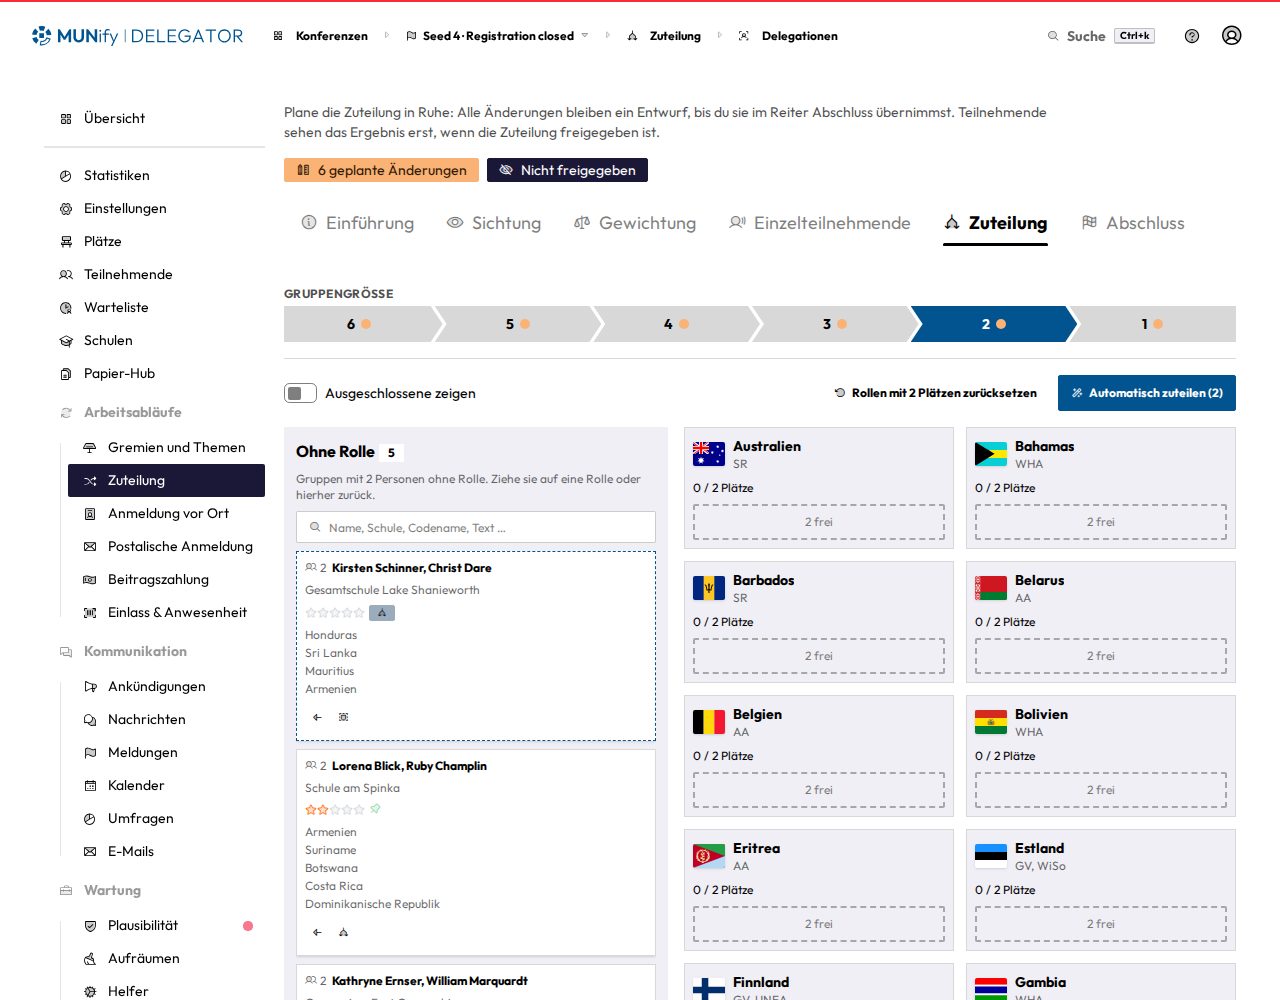 MUNify | DELEGATOR
Konferenzen
Seed 4 · Registration closed
Zuteilung
Delegationen
Suche
Ctrl+k
Übersicht
Statistiken
Einstellungen
Plätze
Teilnehmende
Warteliste
Schulen
Papier-Hub
Arbeitsabläufe
Gremien und Themen
Zuteilung
Anmeldung vor Ort
Postalische Anmeldung
Beitragszahlung
Einlass & Anwesenheit
Kommunikation
Ankündigungen
Nachrichten
Meldungen
Kalender
Umfragen
E-Mails
Wartung
Plausibilität
Aufräumen
Helfer
Plane die Zuteilung in Ruhe: Alle Änderungen bleiben ein Entwurf, bis du sie im Reiter Abschluss übernimmst. Teilnehmende
sehen das Ergebnis erst, wenn die Zuteilung freigegeben ist.
6 geplante Änderungen
Nicht freigegeben
Einführung
Sichtung
Gewichtung
Einzelteilnehmende
Zuteilung
Abschluss
GRUPPENGRÖSSE
6
5
4
3
2
1
Ausgeschlossene zeigen
Rollen mit 2 Plätzen zurücksetzen
Automatisch zuteilen (2)
Ohne Rolle 5
Gruppen mit 2 Personen ohne Rolle. Ziehe sie auf eine Rolle oder
hierher zurück.
Name, Schule, Codename, Text ...
2 Kirsten Schinner, Christ Dare
Gesamtschule Lake Shanieworth
Honduras
Sri Lanka
Mauritius
Armenien
2 Lorena Blick, Ruby Champlin
Schule am Spinka
Armenien
Suriname
Botswana
Costa Rica
Dominikanische Republik
2 Kathryne Ernser, William Marquardt
Australien
SR
0 / 2 Plätze
2 frei
Bahamas
WHA
0 / 2 Plätze
2 frei
Barbados
SR
0 / 2 Plätze
2 frei
Belarus
AA
0 / 2 Plätze
2 frei
Belgien
AA
0 / 2 Plätze
2 frei
Bolivien
WHA
0 / 2 Plätze
2 frei
Eritrea
AA
0 / 2 Plätze
2 frei
Estland
GV, WiSo
0 / 2 Plätze
2 frei
Finnland
GV, UNEA
Gambia
WHA